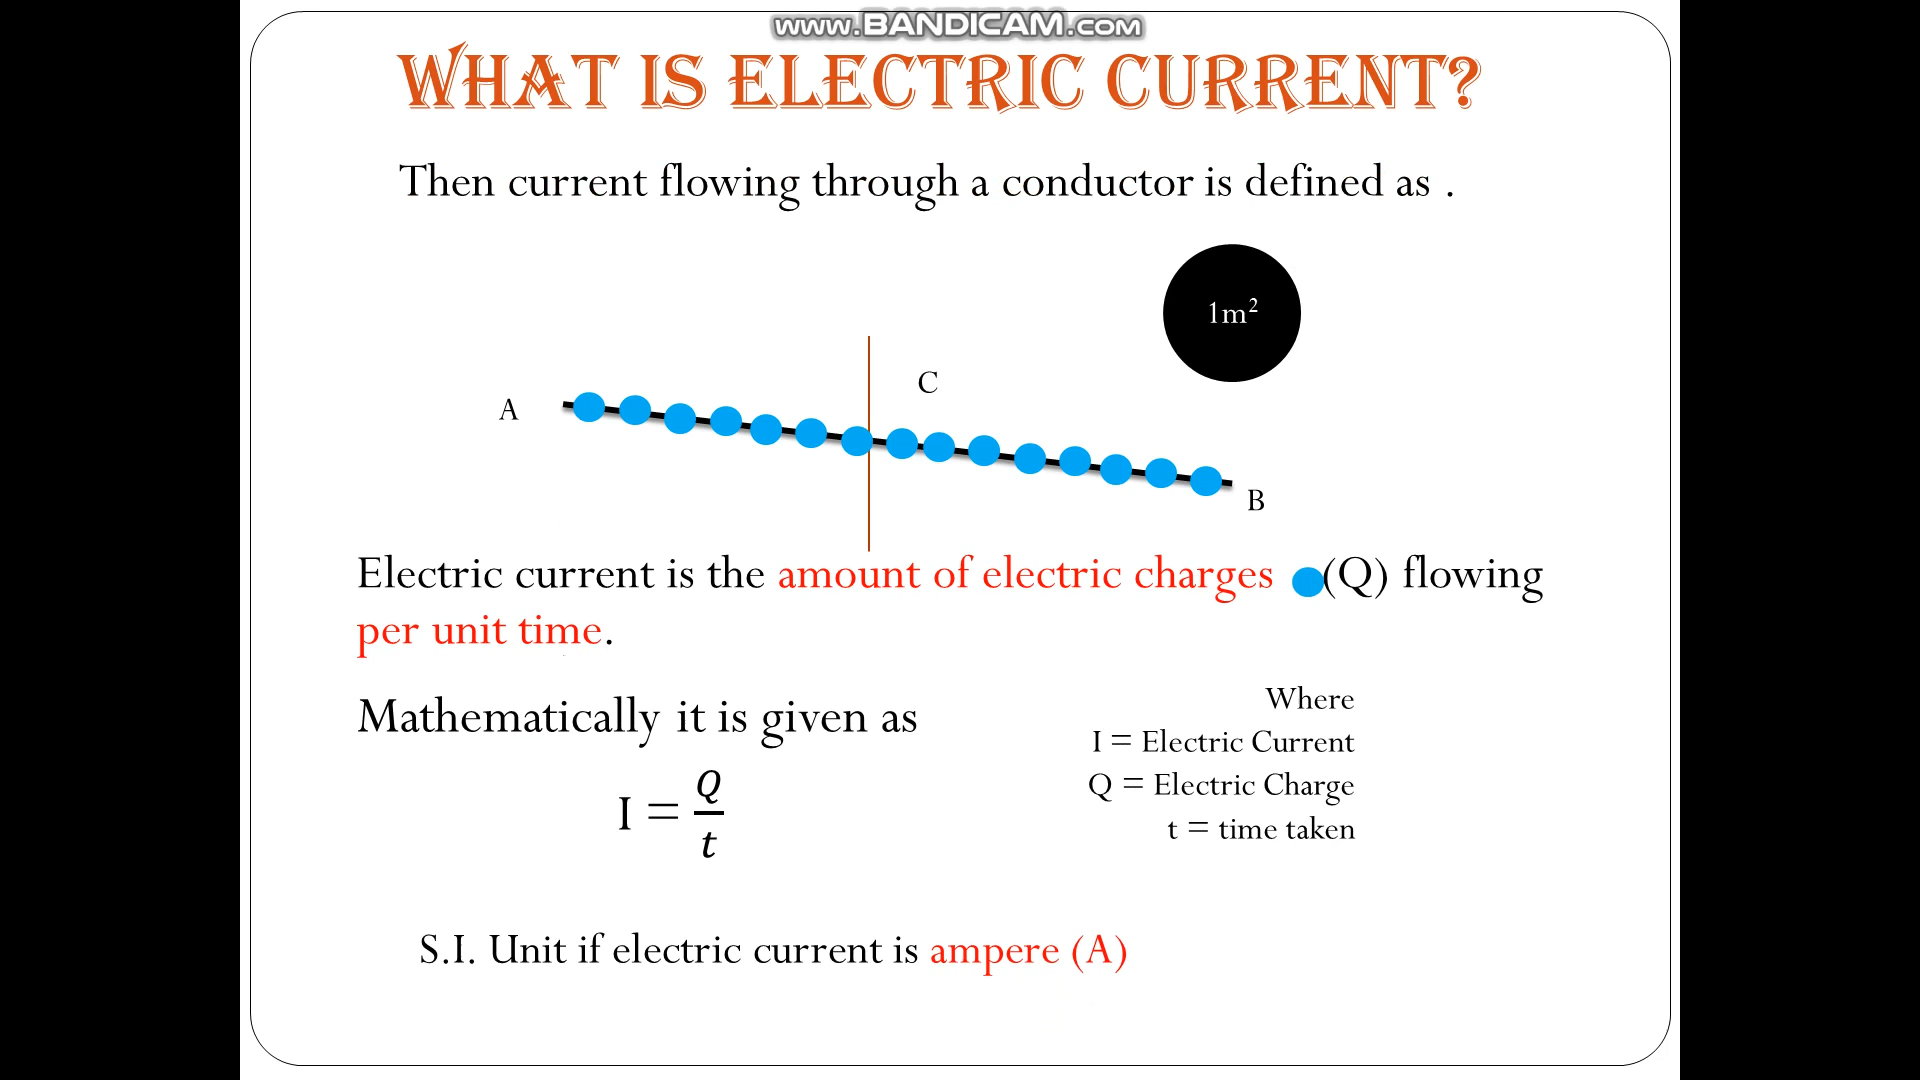 www.BANDICAM.com
WHAT IS ELECTRIC CURRENT?
Then current flowing through a conductor is defined as .
1m²
C
A
B
Electric current is the amount of electric charges (Q) flowing
per unit time.
Mathematically it is given as
I = Q/t
Where
I = Electric Current
Q = Electric Charge
t = time taken
S.I. Unit if electric current is ampere (A)